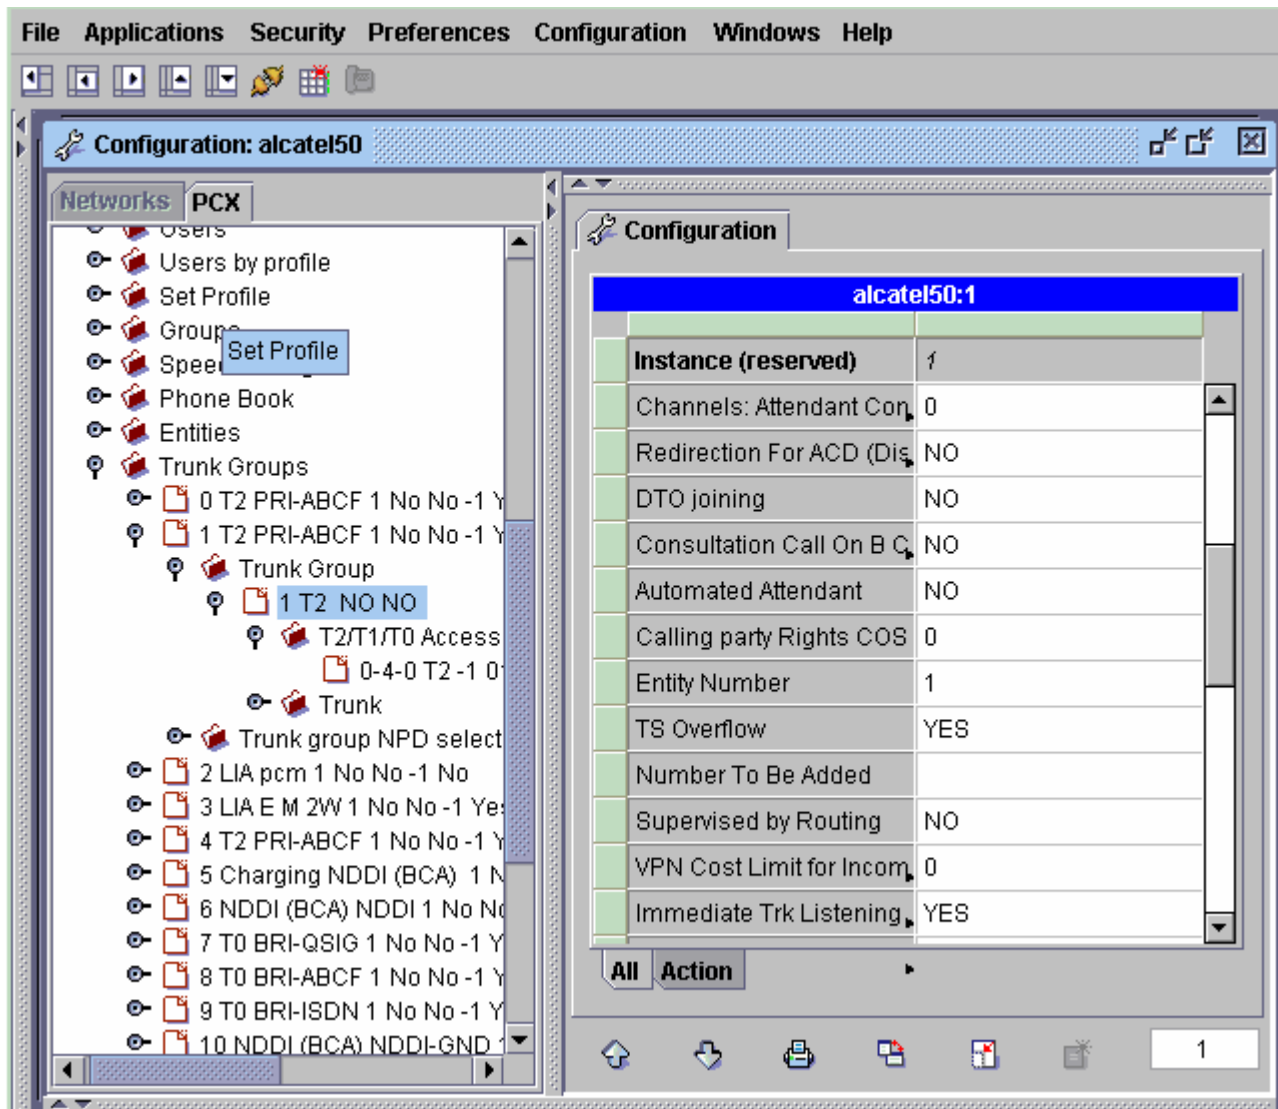 File Applications Security Preferences Configuration Windows Help
Configuration: alcatel50
Networks PCX
Users
Users by profile
Set Profile
Groups
Set Profile
Phone Book
Entities
Trunk Groups
0 T2 PRI-ABCF 1 No No -1 Y
1 T2 PRI-ABCF 1 No No -1 Y
Trunk Group
1 T2 NO NO
T2/T1/T0 Access
0-4-0 T2 -1 0
Trunk
Trunk group NPD select
2 LIA pcm 1 No No -1 No
3 LIA E M 2W 1 No No -1 Yes
4 T2 PRI-ABCF 1 No No -1 Y
5 Charging NDDI (BCA) 1 N
6 NDDI (BCA) NDDI 1 No No
7 T0 BRI-QSIG 1 No No -1 Y
8 T0 BRI-ABCF 1 No No -1 Y
9 T0 BRI-ISDN 1 No No -1 Y
10 NDDI (BCA) NDDI-GND 1
Configuration
alcatel50:1
Instance (reserved) 1
Channels: Attendant Con 0
Redirection For ACD (Dis NO
DTO joining NO
Consultation Call On B C NO
Automated Attendant NO
Calling party Rights COS 0
Entity Number 1
TS Overflow YES
Number To Be Added
Supervised by Routing NO
VPN Cost Limit for Incom 0
Immediate Trk Listening YES
All Action
1